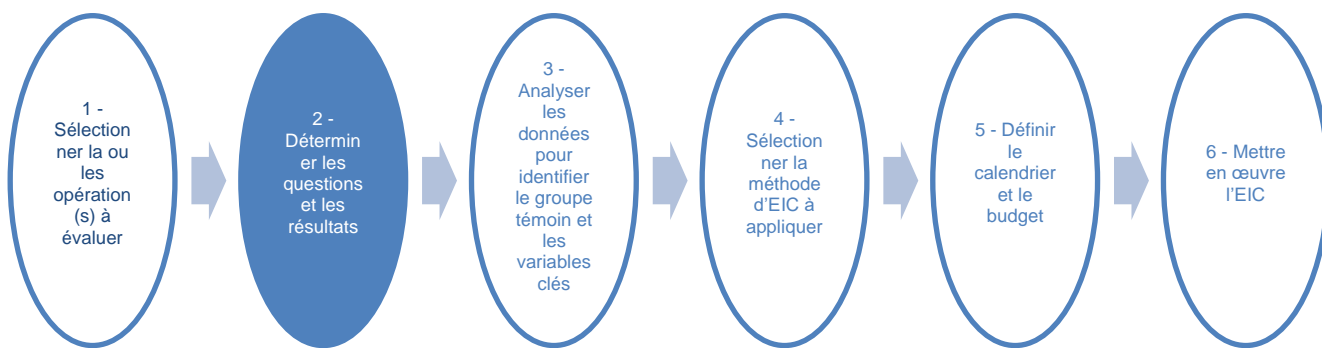 1 -
Sélection
ner la ou
les
opération
(s) à
évaluer
2 -
Détermin
er les
questions
et les
résultats
3 -
Analyser
les
données
pour
identifier
le groupe
témoin et
les
variables
clés
4 -
Sélection
ner la
méthode
d'EIC à
appliquer
5 - Définir
le
calendrier
et le
budget
6 - Mettre
en œuvre
l'EIC